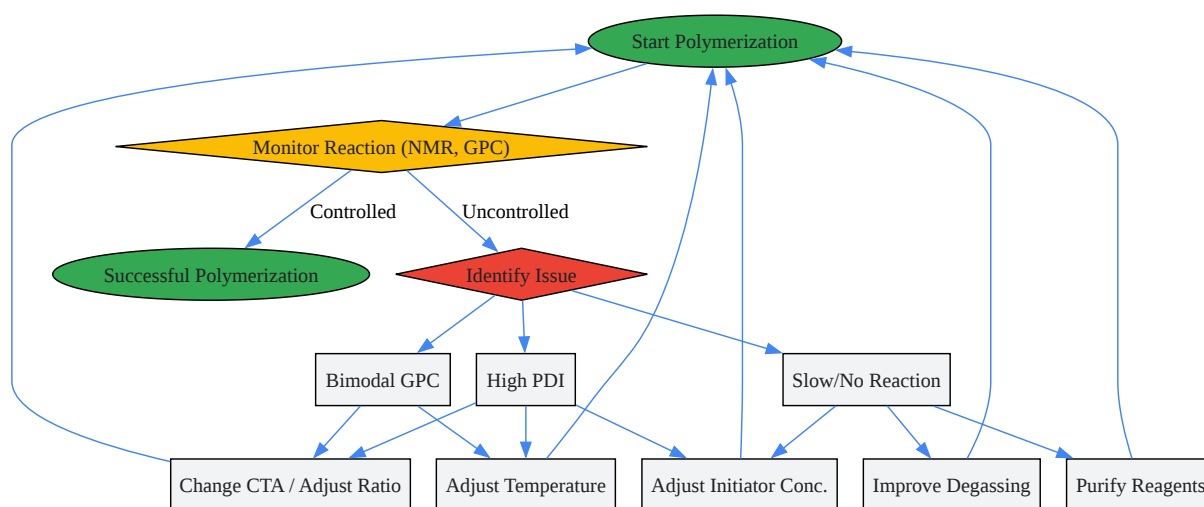 Start Polymerization
Monitor Reaction (NMR, GPC)
Controlled
Uncontrolled
Successful Polymerization
Identify Issue
Bimodal GPC
High PDI
Slow/No Reaction
Change CTA / Adjust Ratio
Adjust Temperature
Adjust Initiator Conc.
Improve Degassing
Purify Reagents